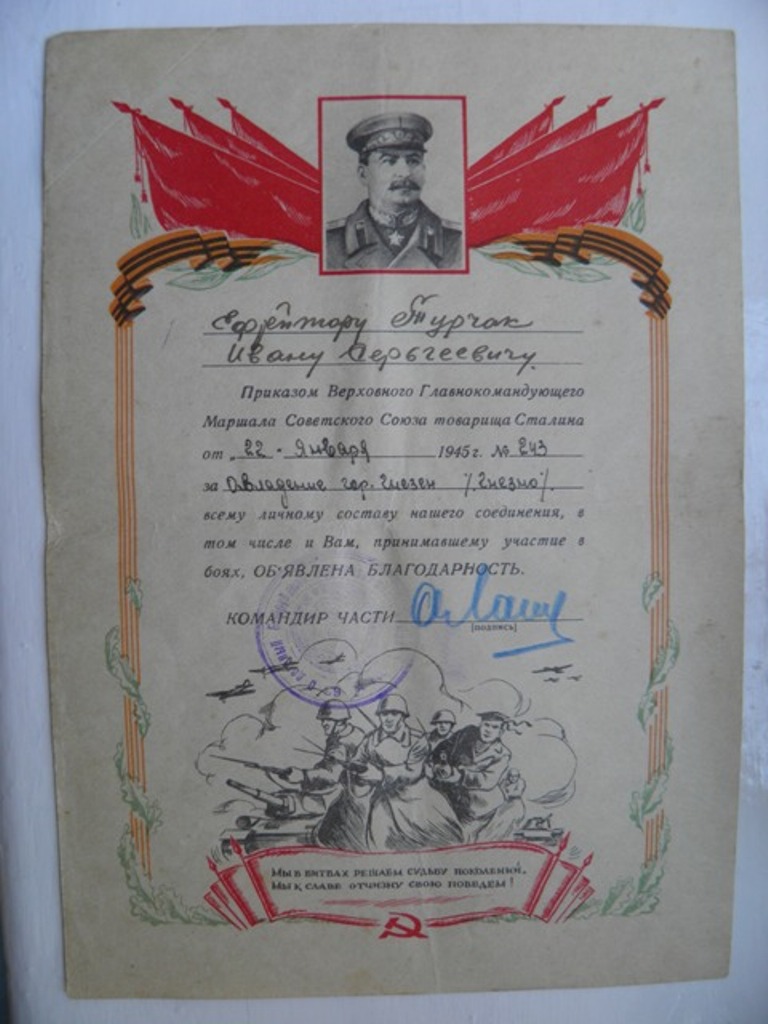 Ефрейтору Турчак
Ивану Сергеевичу.
Приказом Верховного Главнокомандующего
Маршала Советского Союза товарища Сталина
от „22 - Января 1945 г. № 243
за Овладение гор. Гнезен /. Гнезно/.
всему личному составу нашего соединения, в
том числе и Вам, принимавшему участие в
боях, ОБ'ЯВЛЕНА БЛАГОДАРНОСТЬ.
КОМАНДИР ЧАСТИ
(подпись)
МЫ В БИТВАХ РЕШАЕМ СУДЬБУ ПОКОЛЕНИЙ,
МЫ К СЛАВЕ ОТЧИЗНУ СВОЮ ПОВЕДЕМ!